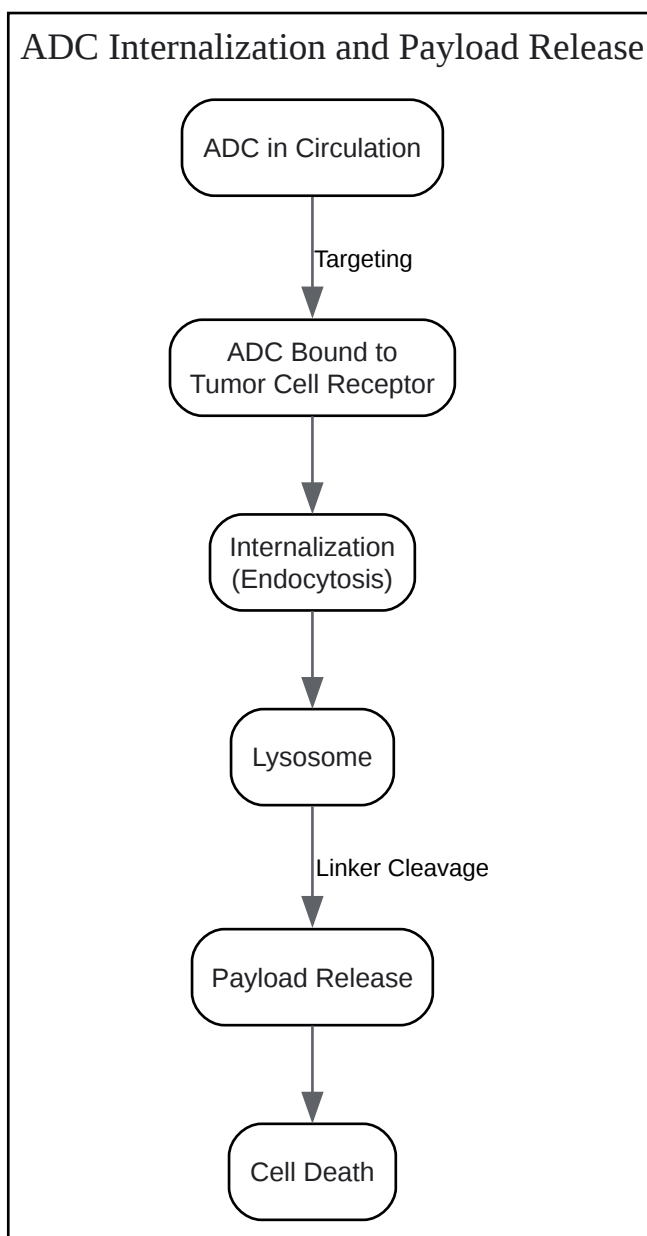 ADC Internalization and Payload Release
ADC in Circulation
Targeting
ADC Bound to
Tumor Cell Receptor
Internalization
(Endocytosis)
Lysosome
Linker Cleavage
Payload Release
Cell Death